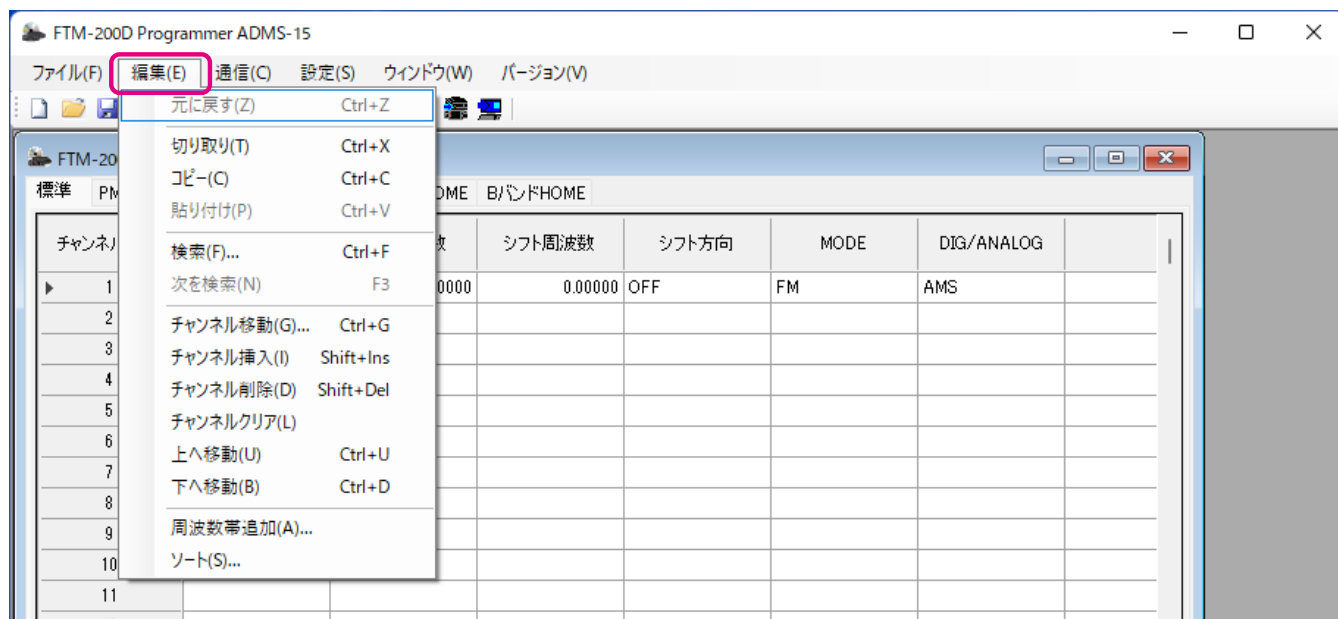 FTM-200D Programmer ADMS-15
ファイル(F) 編集(E) 通信(C) 設定(S) ウィンドウ(W) バージョン(V)
元に戻す(Z) Ctrl+Z
切り取り(T) Ctrl+X
コピー(C) Ctrl+C
貼り付け(P) Ctrl+V
検索(F)... Ctrl+F
次を検索(N) F3
チャンネル移動(G)... Ctrl+G
チャンネル挿入(I) Shift+Ins
チャンネル削除(D) Shift+Del
チャンネルクリア(L)
上へ移動(U) Ctrl+U
下へ移動(B) Ctrl+D
周波数帯追加(A)...
ソート(S)...
FTM-20
標準 PM OME BバンドHOME
チャンネル 数 シフト周波数 シフト方向 MODE DIG/ANALOG
1 0000 0.00000 OFF FM AMS
2
3
4
5
6
7
8
9
10
11